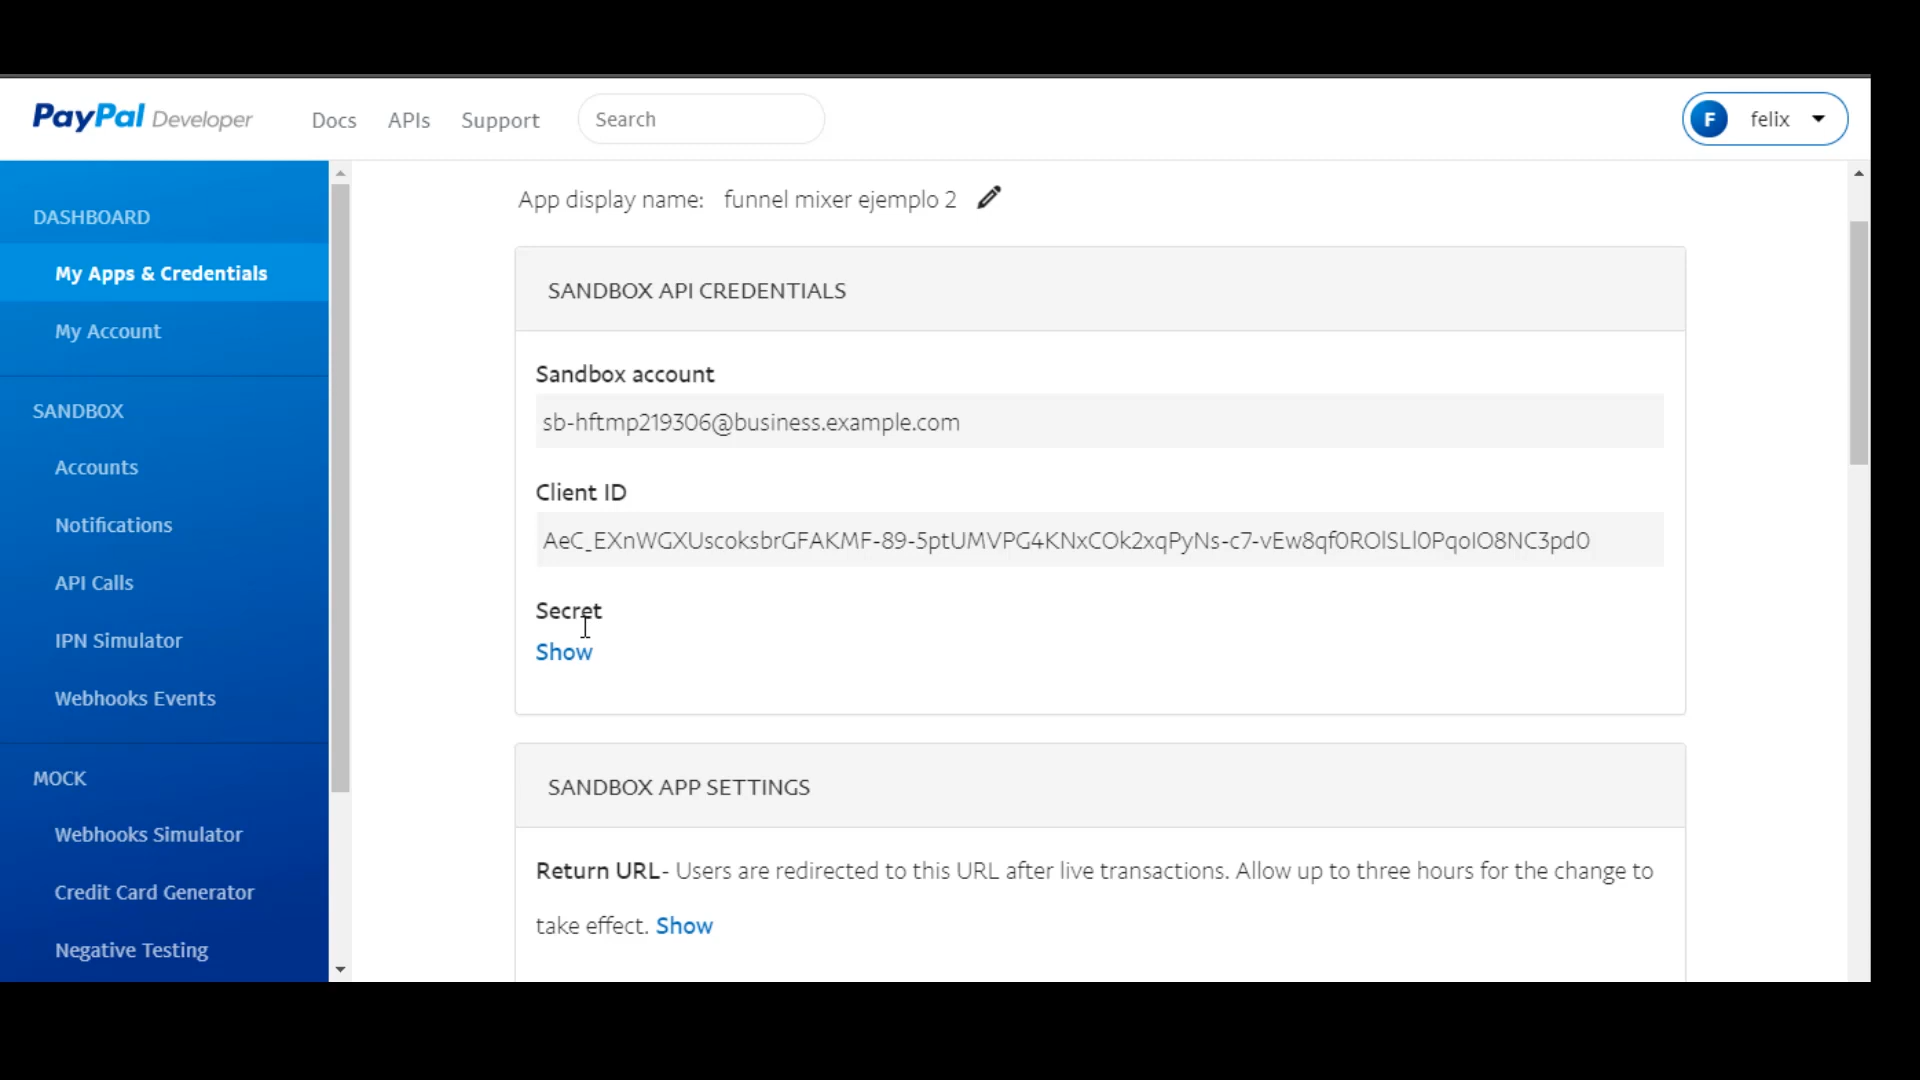 PayPal Developer
Docs
APIs
Support
Search
F
felix
DASHBOARD
My Apps & Credentials
My Account
SANDBOX
Accounts
Notifications
API Calls
IPN Simulator
Webhooks Events
MOCK
Webhooks Simulator
Credit Card Generator
Negative Testing
App display name: funnel mixer ejemplo 2
SANDBOX API CREDENTIALS
Sandbox account
sb-hftmp219306@business.example.com
Client ID
AeC_EXnWGXUscoksbrGFAKMF-89-5ptUMVPG4KNxCOk2xqPyNs-c7-vEw8qf0ROlSLl0PqoIO8NC3pd0
Secret
Show
SANDBOX APP SETTINGS
Return URL- Users are redirected to this URL after live transactions. Allow up to three hours for the change to
take effect. Show